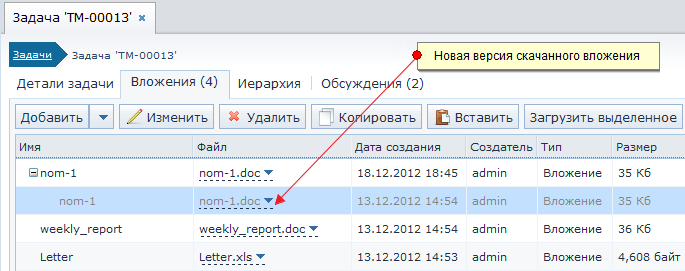 Задача 'TM-00013' ×
Задачи Задача 'TM-00013'
Новая версия скачанного вложения
Детали задачи Вложения (4) Иерархия Обсуждения (2)
Добавить Изменить Удалить Копировать Вставить Загрузить выделенное
Имя Файл Дата создания Создатель Тип Размер
nom-1 nom-1.doc 18.12.2012 18:45 admin Вложение 35 Кб
nom-1 nom-1.doc 13.12.2012 14:54 admin Вложение 35 Кб
weekly_report weekly_report.doc 13.12.2012 14:54 admin Вложение 36 Кб
Letter Letter.xls 13.12.2012 14:53 admin Вложение 4,608 байт